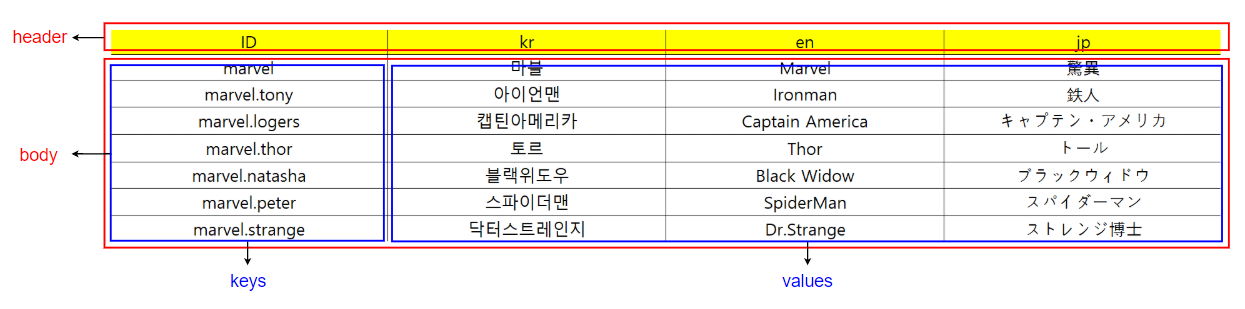 header
ID kr en jp
marvel 마블 Marvel 驚異
marvel.tony 아이언맨 Ironman 鉄人
marvel.logers 캡틴아메리카 Captain America キャプテン・アメリカ
body
marvel.thor 토르 Thor トール
marvel.natasha 블랙위도우 Black Widow ブラックウィドウ
marvel.peter 스파이더맨 SpiderMan スパイダーマン
marvel.strange 닥터스트레인지 Dr.Strange ストレンジ博士
keys values